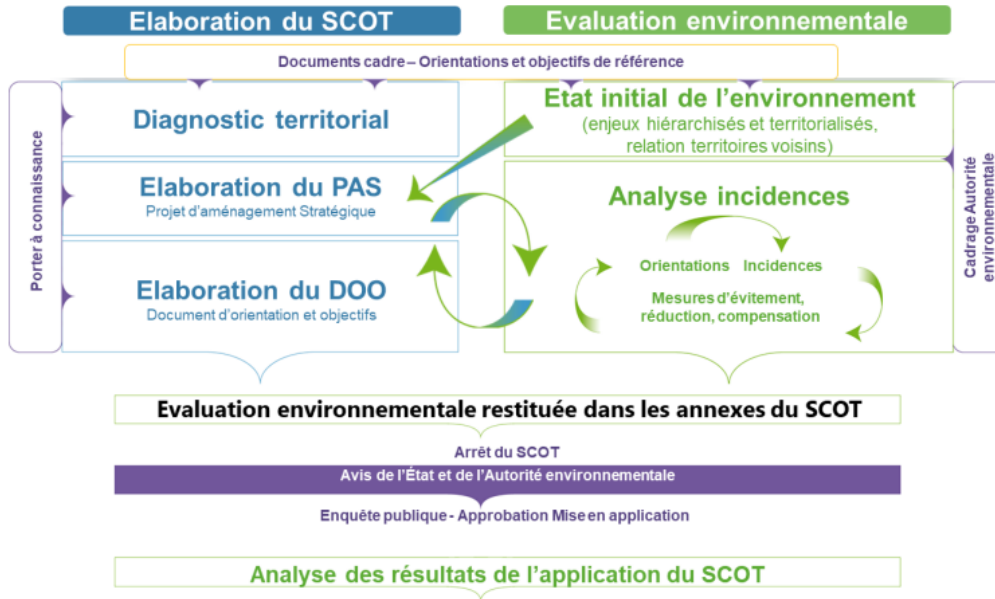 Elaboration du SCOT
Evaluation environnementale
Documents cadre – Orientations et objectifs de référence
Porter à connaissance
Diagnostic territorial
Etat initial de l'environnement
(enjeux hiérarchisés et territorialisés,
relation territoires voisins)
Cadrage Autorité
environnementale
Elaboration du PAS
Projet d'aménagement Stratégique
Analyse incidences
Orientations
Incidences
Mesures d'évitement,
réduction, compensation
Elaboration du DOO
Document d'orientation et objectifs
Evaluation environnementale restituée dans les annexes du SCOT
Arrêt du SCOT
Avis de l'État et de l'Autorité environnementale
Enquête publique - Approbation Mise en application
Analyse des résultats de l'application du SCOT